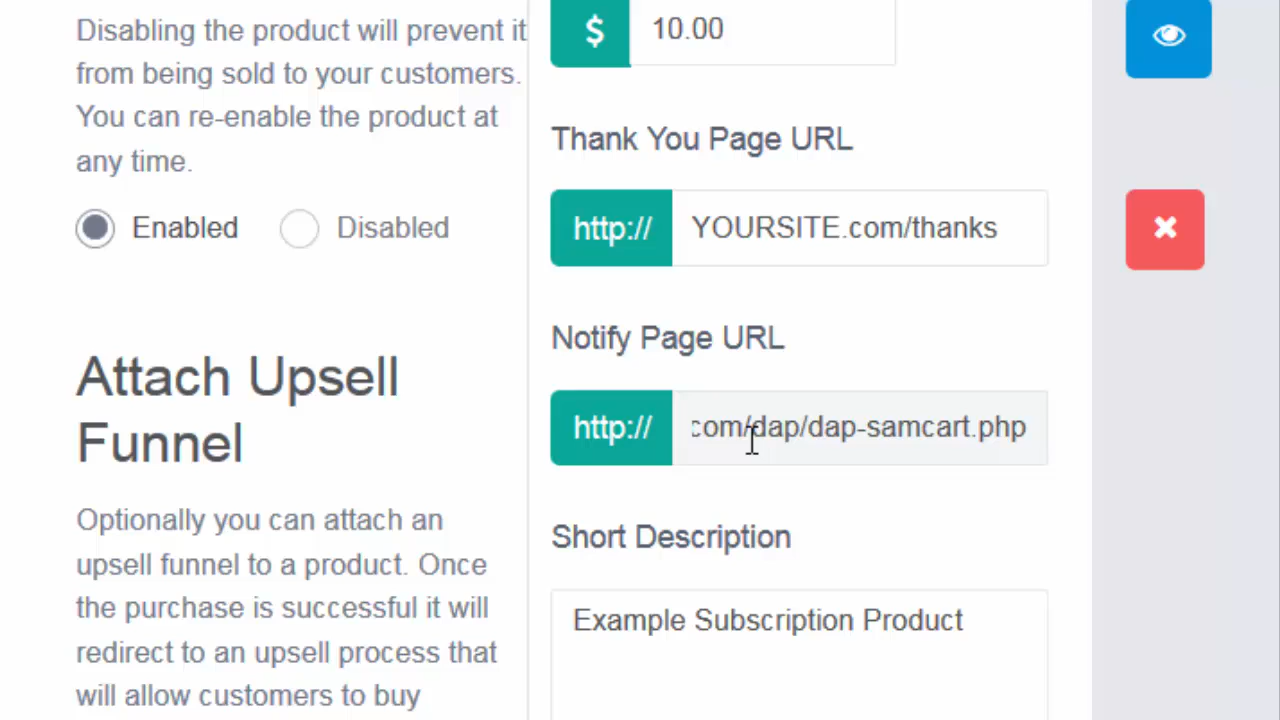 Disabling the product will prevent it
from being sold to your customers.
You can re-enable the product at
any time.
Enabled
Disabled
Attach Upsell
Funnel
Optionally you can attach an
upsell funnel to a product. Once
the purchase is successful it will
redirect to an upsell process that
will allow customers to buy
$ 10.00
Thank You Page URL
http:// YOURSITE.com/thanks
Notify Page URL
http:// com/dap/dap-samcart.php
Short Description
Example Subscription Product